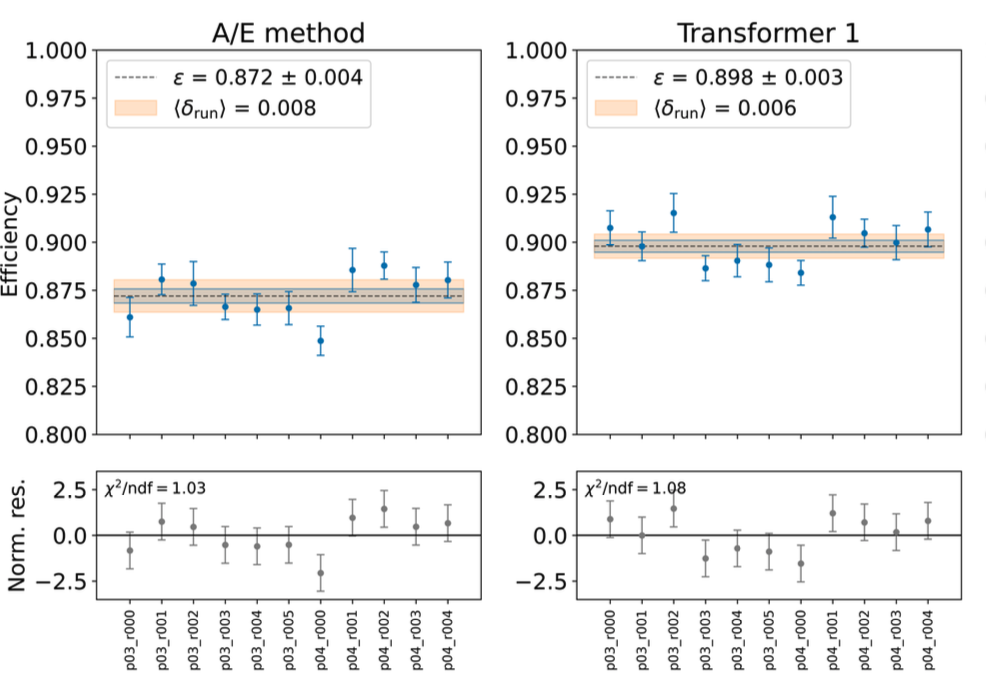 A/E method
Efficiency
1.000
0.975
0.950
0.925
0.900
0.875
0.850
0.825
0.800
ε = 0.872 ± 0.004
⟨δrun⟩ = 0.008
Norm. res.
2.5
0.0
−2.5
χ²/ndf = 1.03
p03_r000
p03_r001
p03_r002
p03_r003
p03_r004
p03_r005
p04_r000
p04_r001
p04_r002
p04_r003
p04_r004
Transformer 1
1.000
0.975
0.950
0.925
0.900
0.875
0.850
0.825
0.800
ε = 0.898 ± 0.003
⟨δrun⟩ = 0.006
2.5
0.0
−2.5
χ²/ndf = 1.08
p03_r000
p03_r001
p03_r002
p03_r003
p03_r004
p03_r005
p04_r000
p04_r001
p04_r002
p04_r003
p04_r004